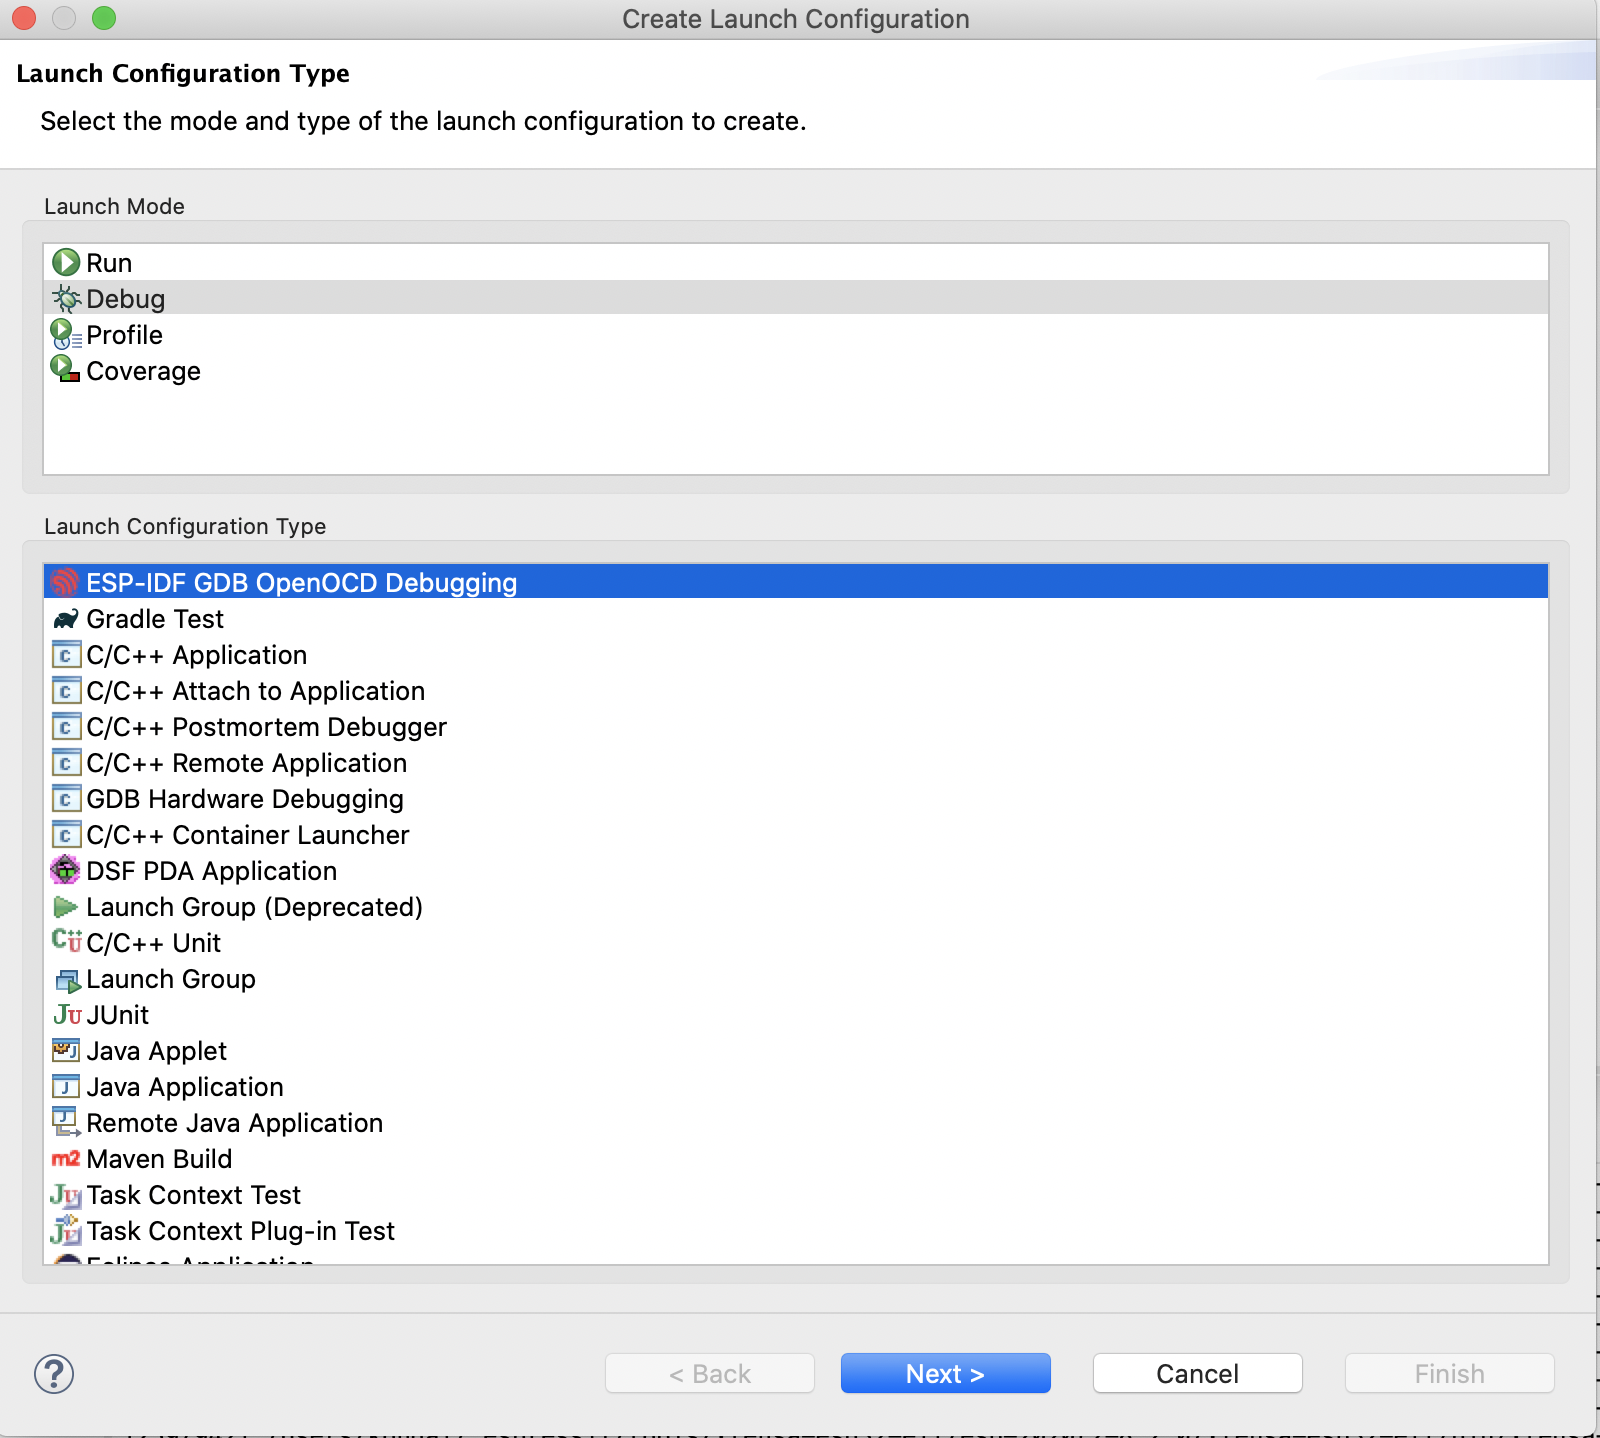 Create Launch Configuration
Launch Configuration Type
Select the mode and type of the launch configuration to create.
Launch Mode
Run
Debug
Profile
Coverage
Launch Configuration Type
ESP-IDF GDB OpenOCD Debugging
Gradle Test
C/C++ Application
C/C++ Attach to Application
C/C++ Postmortem Debugger
C/C++ Remote Application
GDB Hardware Debugging
C/C++ Container Launcher
DSF PDA Application
Launch Group (Deprecated)
C/C++ Unit
Launch Group
JUnit
Java Applet
Java Application
Remote Java Application
Maven Build
Task Context Test
Task Context Plug-in Test
Eclipse Application
< Back
Next >
Cancel
Finish